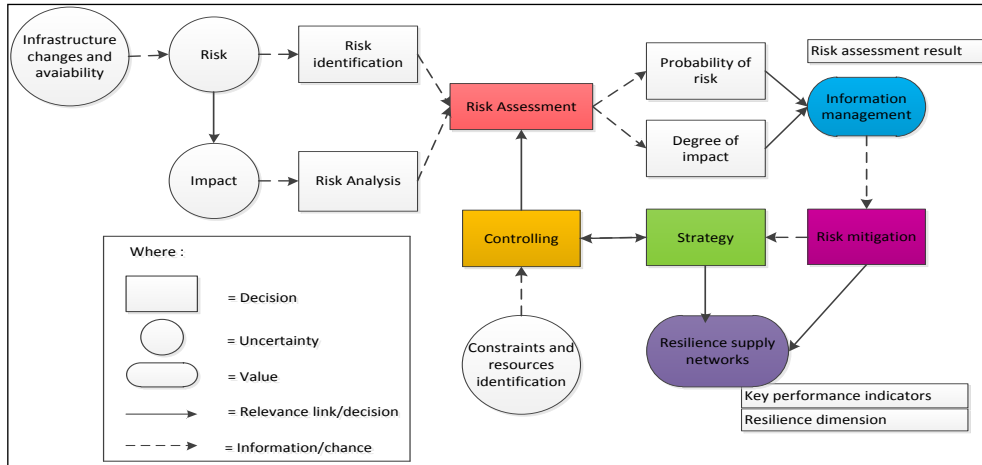 Infrastructure
changes and
avaiability
Risk
Risk
identification
Risk Assessment
Probability of
risk
Risk assessment result
Information
management
Degree of
impact
Impact
Risk Analysis
Controlling
Strategy
Risk mitigation
Constraints and
resources
identification
Resilience supply
networks
Key performance indicators
Resilience dimension
Where :
= Decision
= Uncertainty
= Value
= Relevance link/decision
= Information/chance